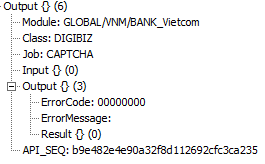 Output {} (6)
Module: GLOBAL/VNM/BANK_Vietcom
Class: DIGIBIZ
Job: CAPTCHA
Input {} (0)
Output {} (3)
ErrorCode: 00000000
ErrorMessage:
Result {} (0)
API_SEQ: b9e482e4e90a32f8d112692cfc3ca235